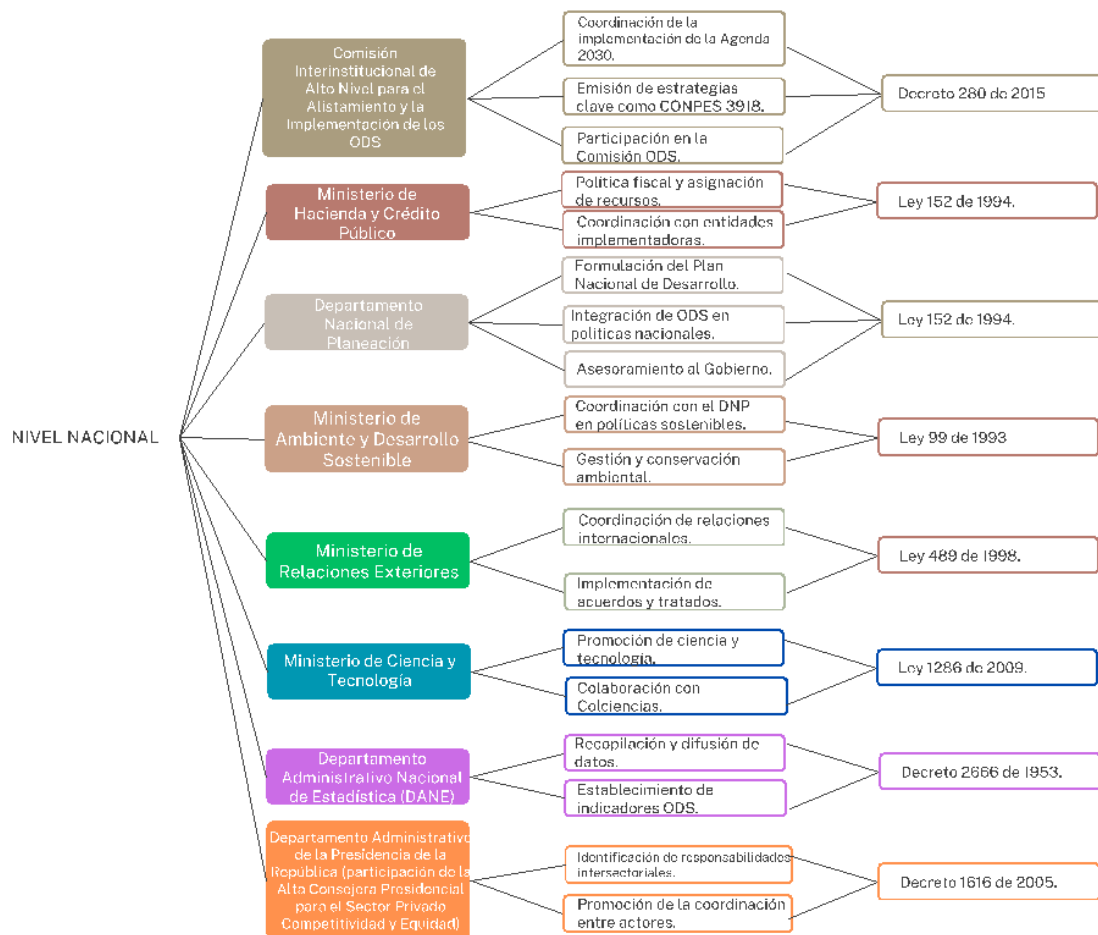 NIVEL NACIONAL
Comisión
Interinstitucional de
Alto Nivel para el
Alistamiento y la
Implementación de los
ODS
Coordinación de la
implementación de la Agenda
2030.
Emisión de estrategias
clave como CONPES 3918.
Participación en la
Comisión ODS.
Decreto 280 de 2015
Ministerio de
Hacienda y Crédito
Público
Política fiscal y asignación
de recursos.
Coordinación con entidades
implementadoras.
Ley 152 de 1994.
Departamento
Nacional de
Planeación
Formulación del Plan
Nacional de Desarrollo.
Integración de ODS en
políticas nacionales.
Asesoramiento al Gobierno.
Ley 152 de 1994.
Ministerio de
Ambiente y Desarrollo
Sostenible
Coordinación con el DNP
en políticas sostenibles.
Gestión y conservación
ambiental.
Ley 99 de 1993
Ministerio de
Relaciones Exteriores
Coordinación de relaciones
internacionales.
Implementación de
acuerdos y tratados.
Ley 489 de 1998.
Ministerio de Ciencia y
Tecnología
Promoción de ciencia y
tecnología.
Colaboración con
Colciencias.
Ley 1286 de 2009.
Departamento
Administrativo Nacional
de Estadística (DANE)
Recopilación y difusión de
datos.
Establecimiento de
indicadores ODS.
Decreto 2666 de 1953.
Departamento Administrativo
de la Presidencia de la
República (participación de la
Alta Consejera Presidencial
para el Sector Privado
Competitividad y Equidad)
Identificación de responsabilidades
intersectoriales.
Promoción de la coordinación
entre actores.
Decreto 1616 de 2005.